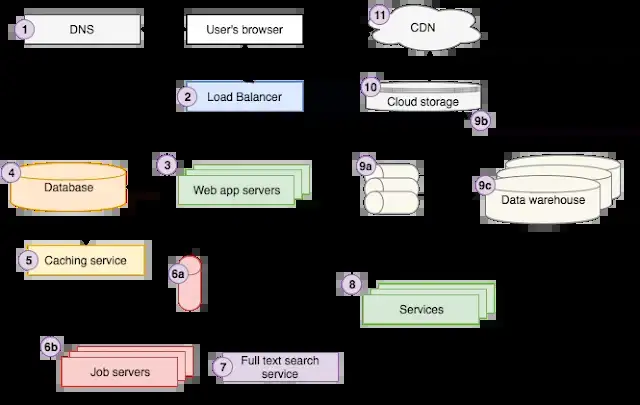 1
DNS
User's browser
11
CDN
2
Load Balancer
10
Cloud storage
9b
4
Database
3
Web app servers
9a
9c
Data warehouse
5
Caching service
6a
8
Services
6b
Job servers
7
Full text search
service